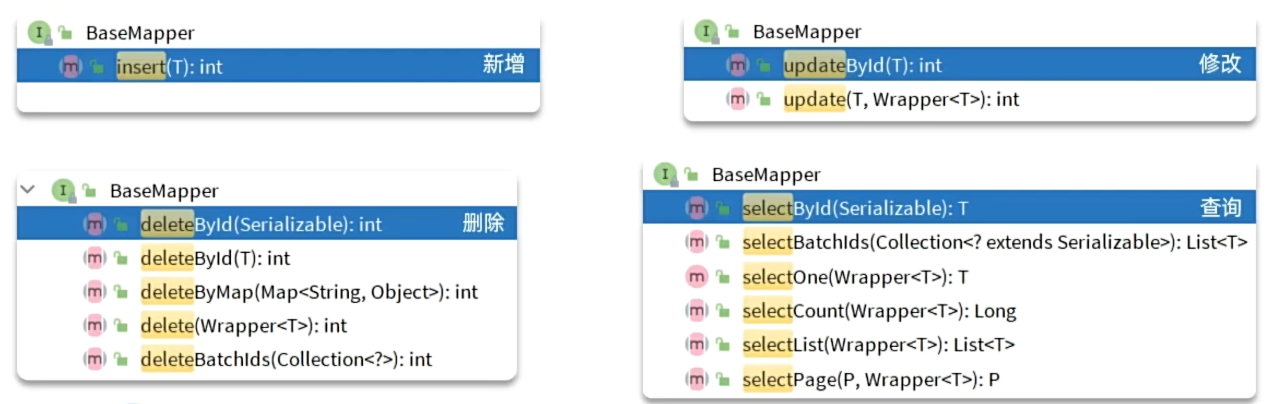 BaseMapper
insert(T): int 新增
BaseMapper
updateById(T): int 修改
update(T, Wrapper<T>): int
BaseMapper
deleteById(Serializable): int 删除
deleteById(T): int
deleteByMap(Map<String, Object>): int
delete(Wrapper<T>): int
deleteBatchIds(Collection<?>): int
BaseMapper
selectById(Serializable): T 查询
selectBatchIds(Collection<? extends Serializable>): List<T>
selectOne(Wrapper<T>): T
selectCount(Wrapper<T>): Long
selectList(Wrapper<T>): List<T>
selectPage(P, Wrapper<T>): P